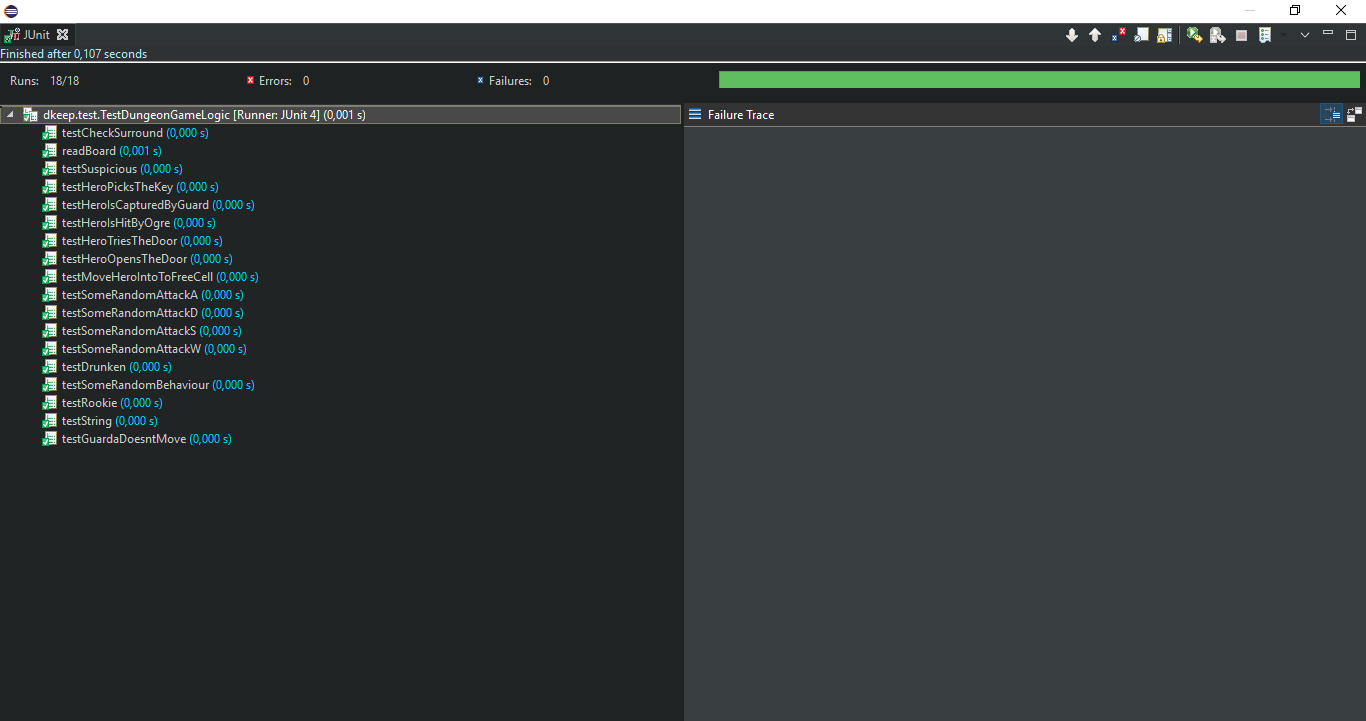 JUnit
Finished after 0,107 seconds
Runs: 18/18 Errors: 0 Failures: 0
dkeep.test.TestDungeonGameLogic [Runner: JUnit 4] (0,001 s)
Failure Trace
testCheckSurround (0,000 s)
readBoard (0,001 s)
testSuspicious (0,000 s)
testHeroPicksTheKey (0,000 s)
testHeroIsCapturedByGuard (0,000 s)
testHeroIsHitByOgre (0,000 s)
testHeroTriesTheDoor (0,000 s)
testHeroOpensTheDoor (0,000 s)
testMoveHeroIntoToFreeCell (0,000 s)
testSomeRandomAttackA (0,000 s)
testSomeRandomAttackD (0,000 s)
testSomeRandomAttackS (0,000 s)
testSomeRandomAttackW (0,000 s)
testDrunken (0,000 s)
testSomeRandomBehaviour (0,000 s)
testRookie (0,000 s)
testString (0,000 s)
testGuardaDoesntMove (0,000 s)